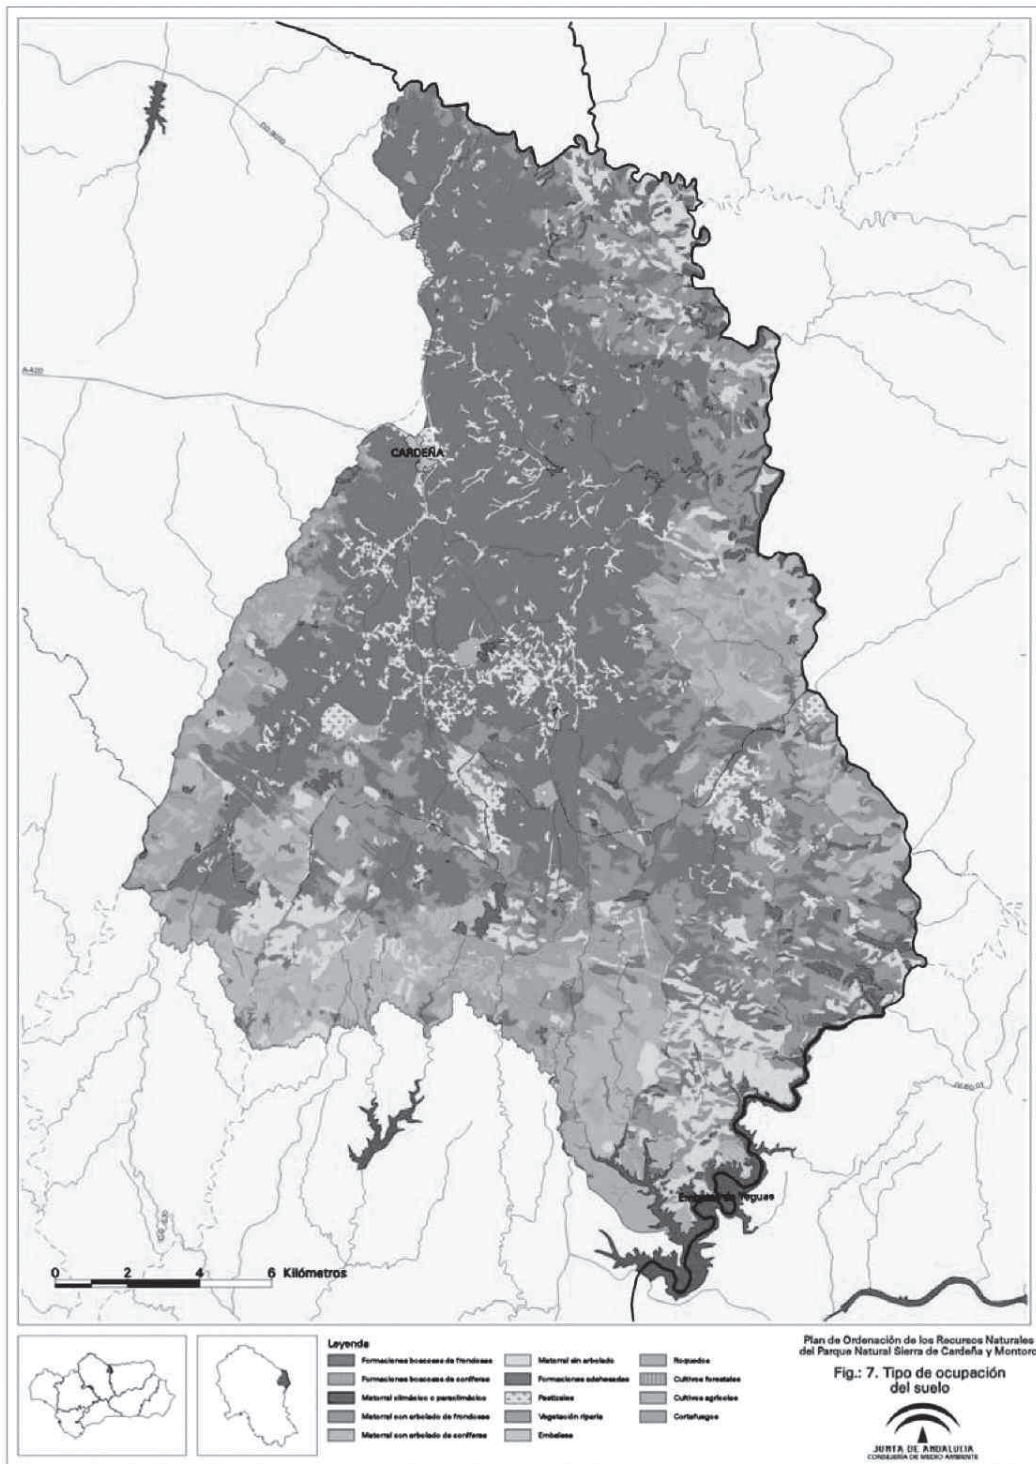 A-420
CARDEÑA
0 2 4 6 Kilómetros
Leyenda
Formaciones boscosas de frondosas
Formaciones boscosas de coníferas
Matorral climácico o paraclimácico
Matorral con arbolado de frondosas
Matorral con arbolado de coníferas
Matorral sin arbolado
Formaciones adehesadas
Pastizales
Vegetación riparia
Embalses
Roquedos
Cultivos forestales
Cultivos agrícolas
Cortafuegos
Plan de Ordenación de los Recursos Naturales
del Parque Natural Sierra de Cardeña y Montoro
Fig.: 7. Tipo de ocupación
del suelo
JUNTA DE ANDALUCIA
CONSEJERÍA DE MEDIO AMBIENTE